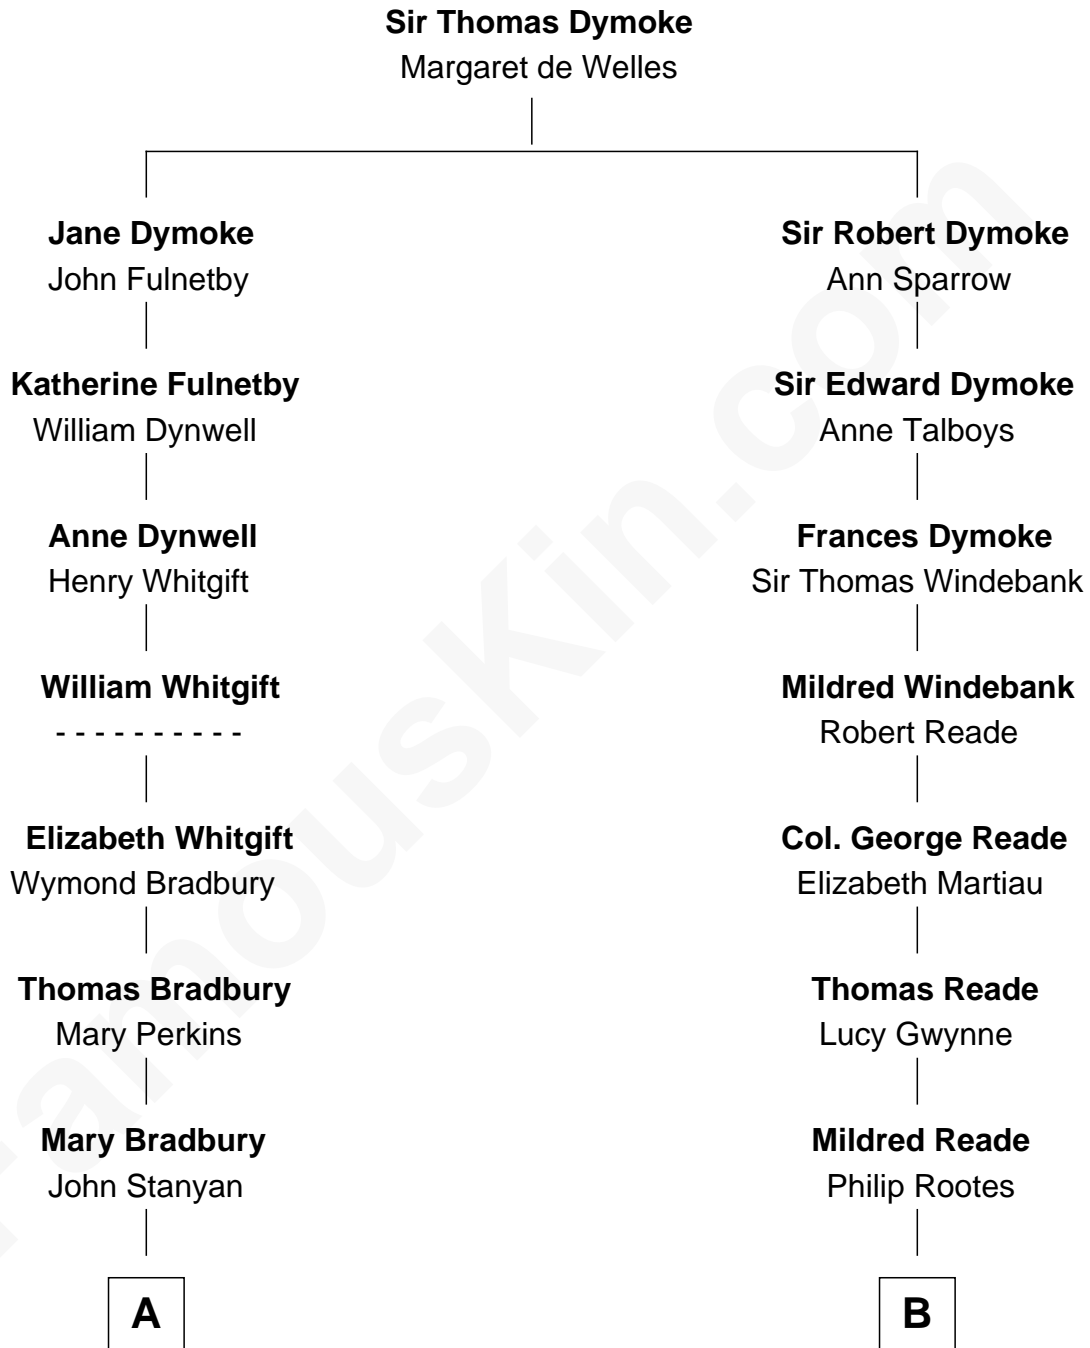 Sir Thomas Dymoke
Margaret de Welles
Jane Dymoke
John Fulnetby
Sir Robert Dymoke
Ann Sparrow
Katherine Fulnetby
William Dynwell
Sir Edward Dymoke
Anne Talboys
Anne Dynwell
Henry Whitgift
Frances Dymoke
Sir Thomas Windebank
William Whitgift
- - - - - - - - - -
Mildred Windebank
Robert Reade
Elizabeth Whitgift
Wymond Bradbury
Col. George Reade
Elizabeth Martiau
Thomas Bradbury
Mary Perkins
Thomas Reade
Lucy Gwynne
Mary Bradbury
John Stanyan
Mildred Reade
Philip Rootes
A
B
FamousKin.com